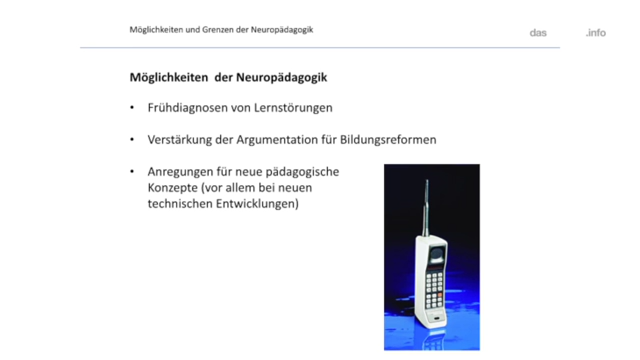 Möglichkeiten und Grenzen der Neuropädagogik
das .info
Möglichkeiten der Neuropädagogik
• Frühdiagnosen von Lernstörungen
• Verstärkung der Argumentation für Bildungsreformen
• Anregungen für neue pädagogische
Konzepte (vor allem bei neuen
technischen Entwicklungen)